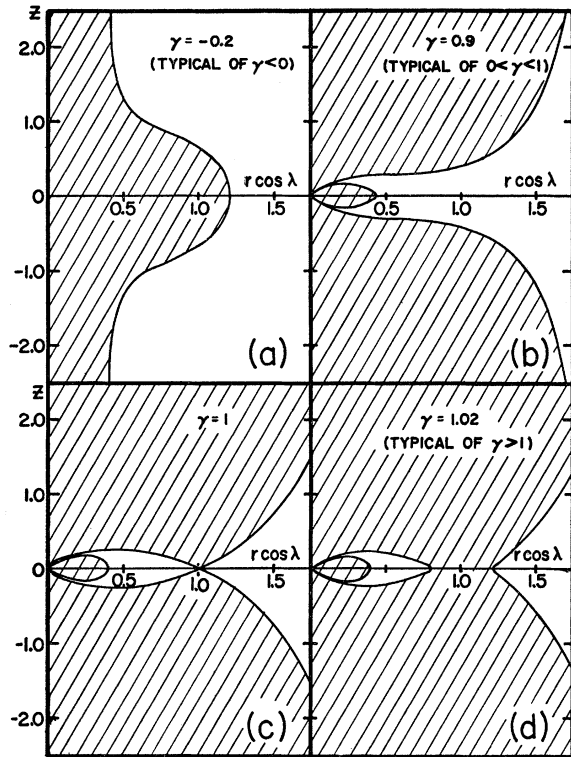 Z
2.0
1.0
0
-1.0
-2.0
γ = -0.2
(TYPICAL OF γ<0)
r cos λ
0.5
1.0
1.5
(a)
γ = 0.9
(TYPICAL OF 0<γ<1)
r cos λ
0.5
1.0
1.5
(b)
Z
2.0
1.0
0
-1.0
-2.0
γ = 1
r cos λ
0.5
1.0
1.5
(c)
γ = 1.02
(TYPICAL OF γ>1)
r cos λ
0.5
1.0
1.5
(d)